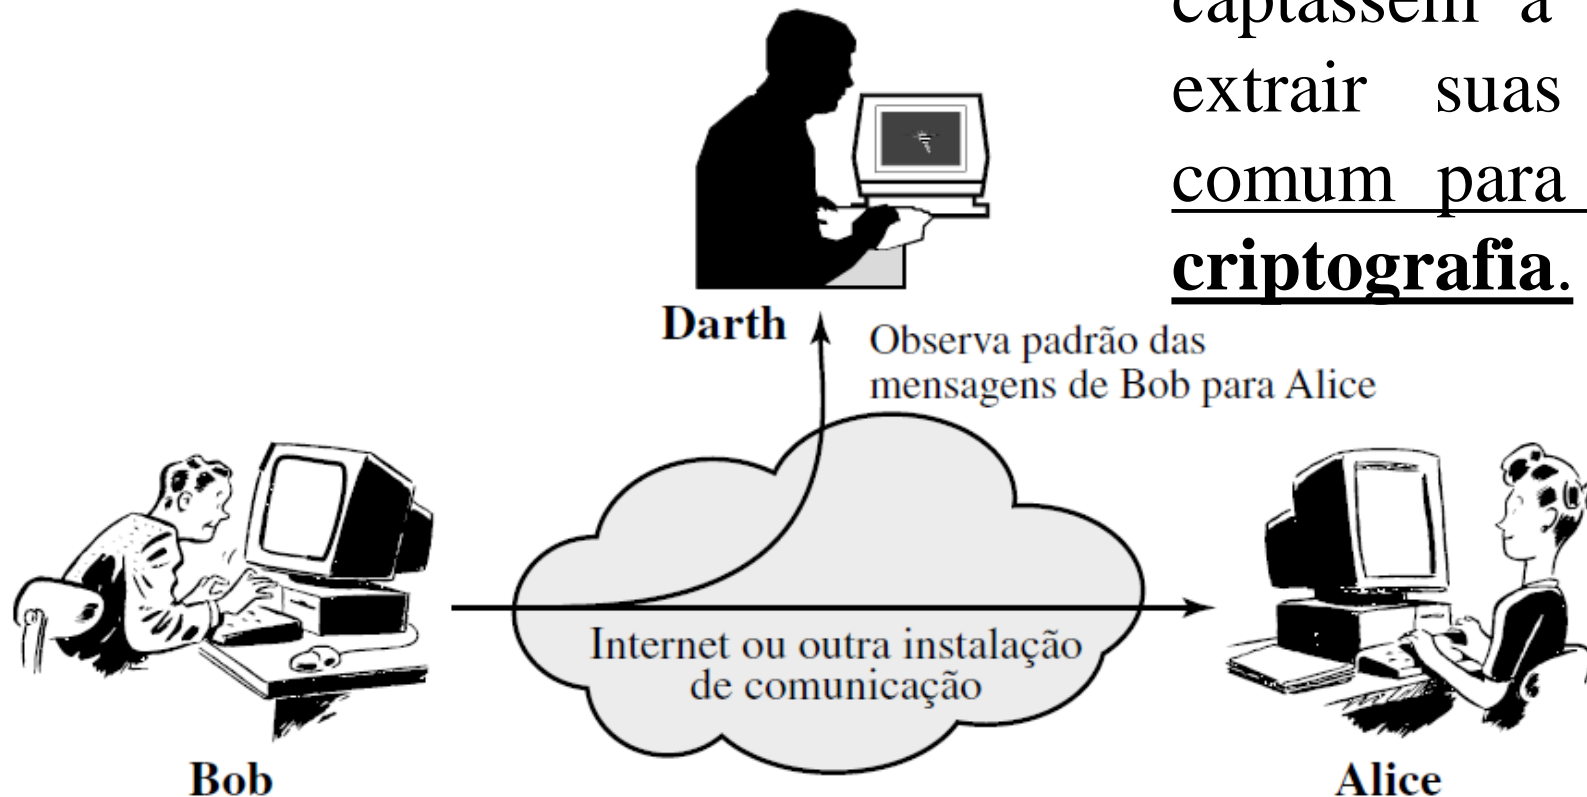 captassem a
extrair suas
comum para
criptografia.
Darth
Observa padrão das
mensagens de Bob para Alice
Internet ou outra instalação
de comunicação
Bob
Alice